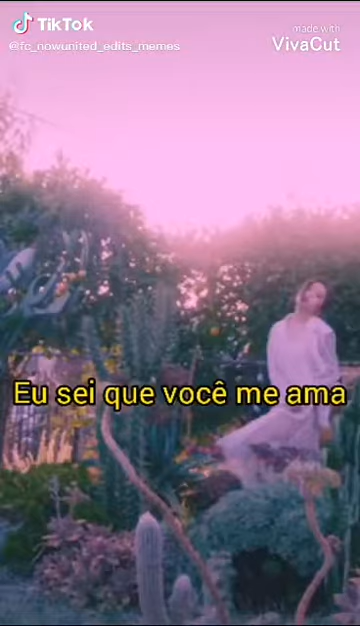 TikTok
made with
@fc_nowunited_edits_memes
VivaCut
Eu sei que você me ama